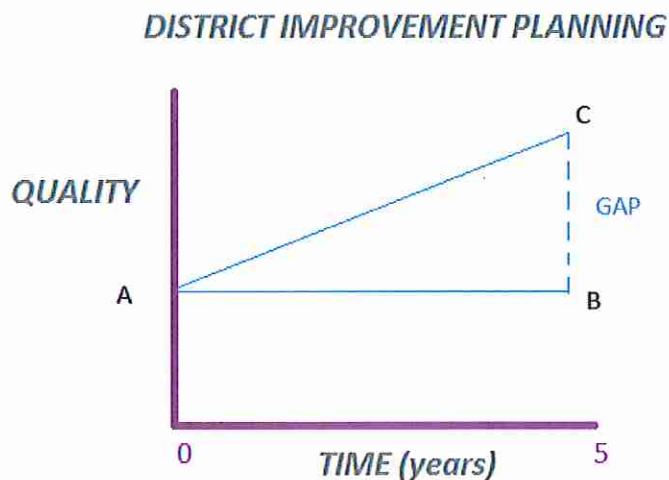 DISTRICT IMPROVEMENT PLANNING
C
QUALITY
GAP
A
B
0
5
TIME (years)